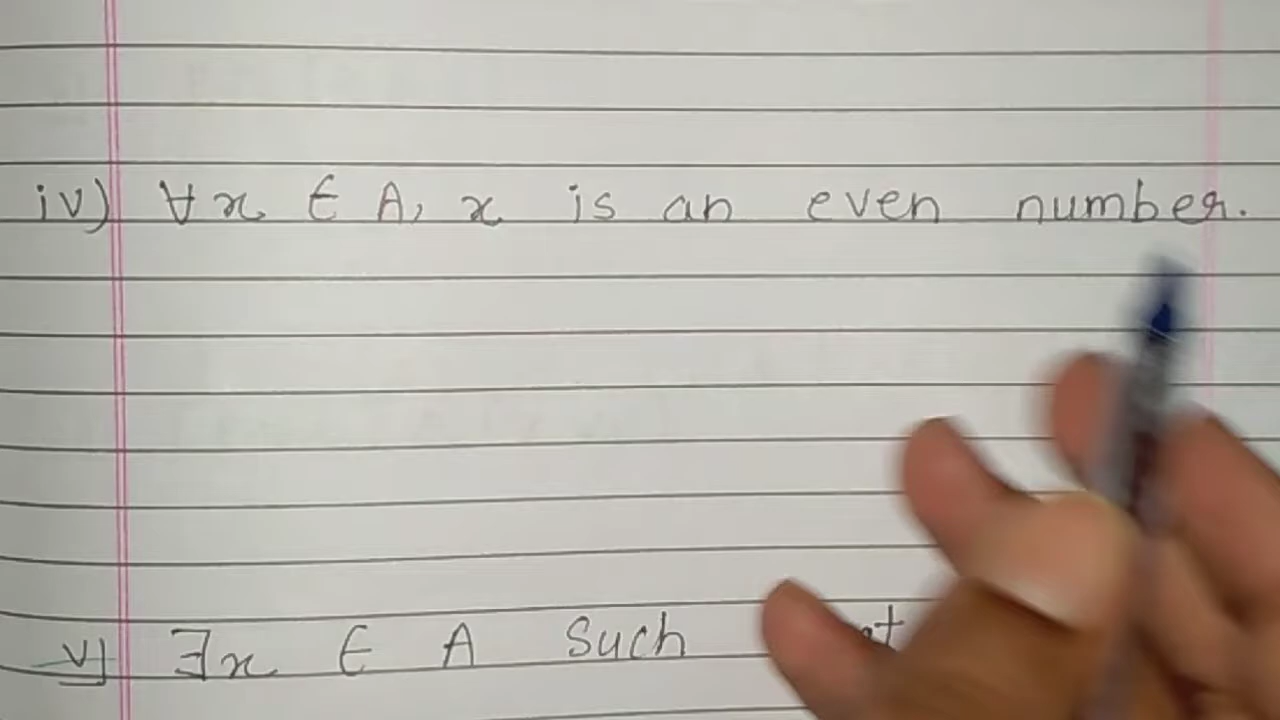 iv) ∀x ∈ A, x is an even number.
v) ∃x ∈ A Such